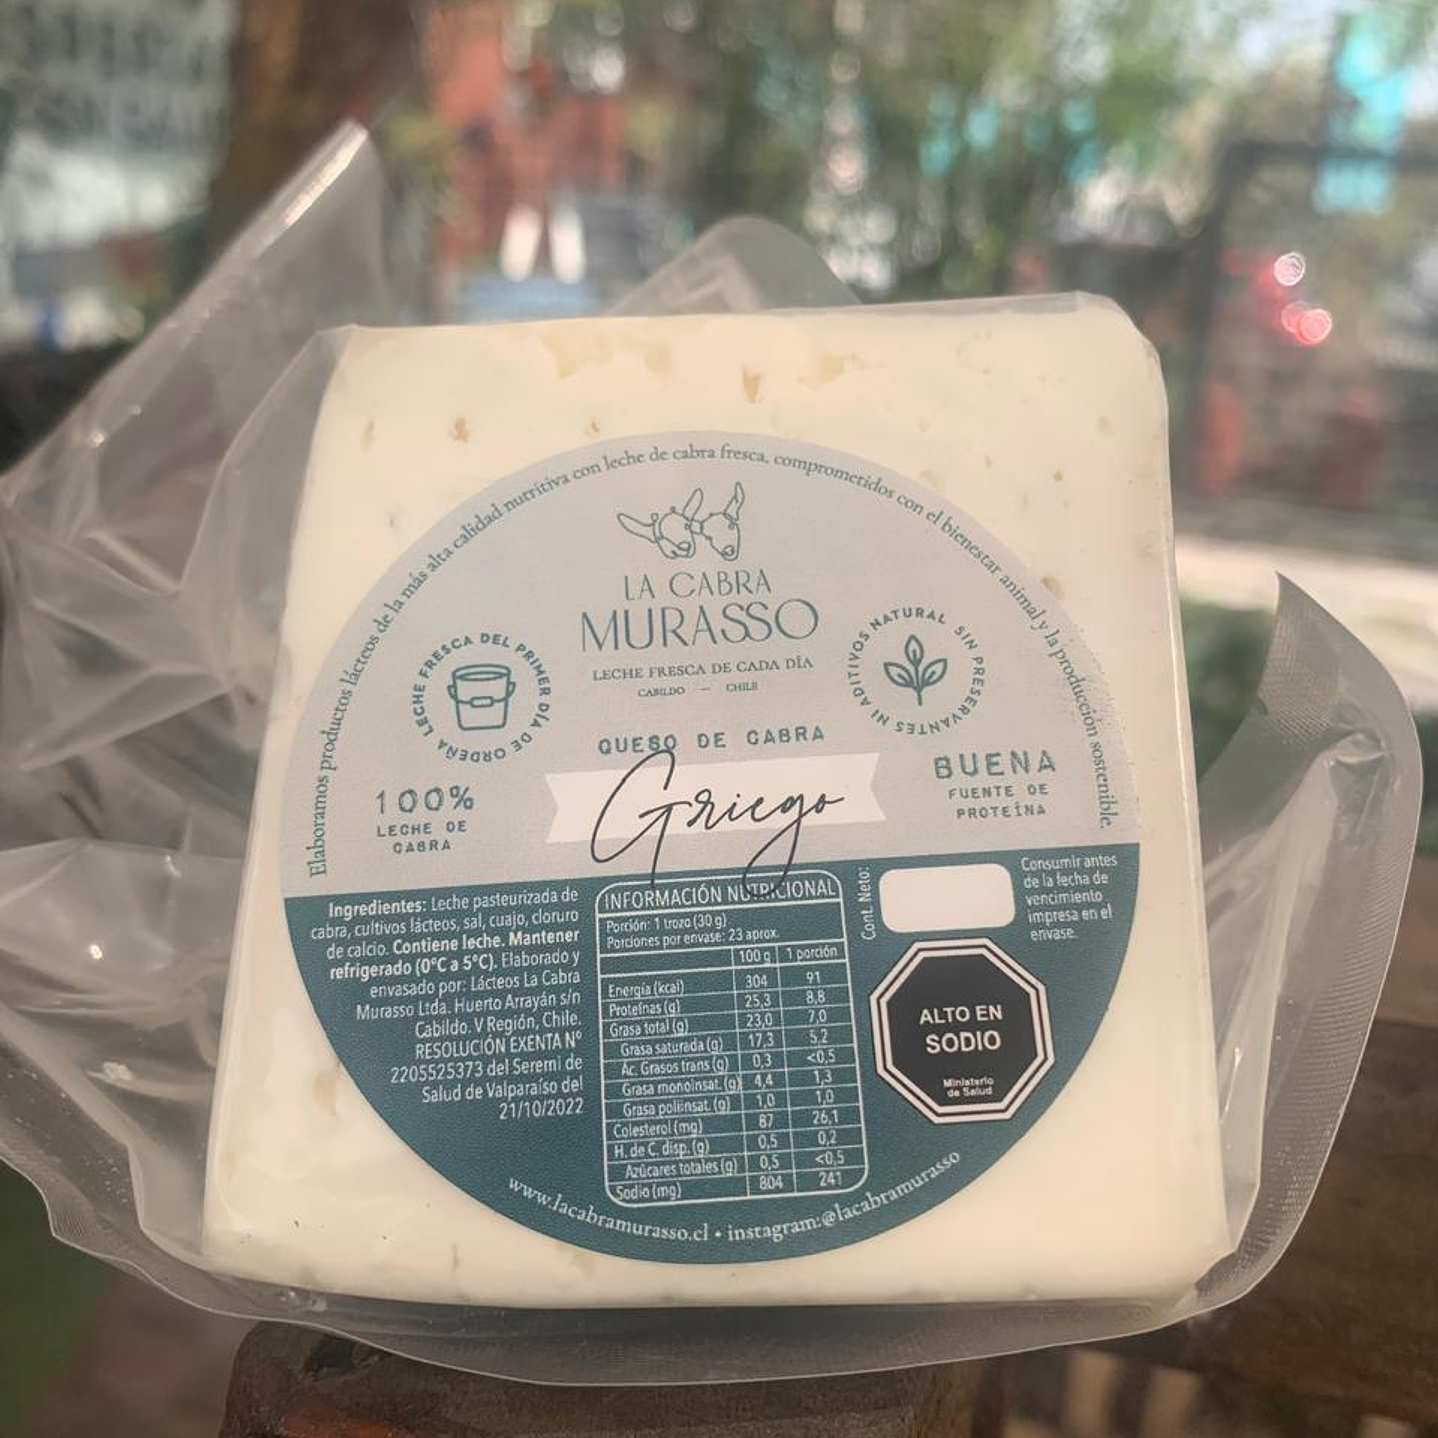 Elaboramos productos lácteos de la más alta calidad nutritiva con leche de cabra fresca, comprometidos con el bienestar animal y la producción sostenible.
LA CABRA
MURASSO
LECHE FRESCA DE CADA DÍA
CABILDO — CHILE
LECHE FRESCA DEL PRIMER DÍA DE ORDEÑA
NATURAL SIN PRESERVANTES NI ADITIVOS
QUESO DE CABRA
Griego
100%
LECHE DE
CABRA
BUENA
FUENTE DE
PROTEÍNA
Ingredientes: Leche pasteurizada de
cabra, cultivos lácteos, sal, cuajo, cloruro
de calcio. Contiene leche. Mantener
refrigerado (0°C a 5°C). Elaborado y
envasado por: Lácteos La Cabra
Murasso Ltda. Huerto Arrayán s/n
Cabildo. V Región, Chile.
RESOLUCIÓN EXENTA N°
2205525373 del Seremi de
Salud de Valparaíso del
21/10/2022
INFORMACIÓN NUTRICIONAL
Porción: 1 trozo (30 g)
Porciones por envase: 23 aprox.
100 g 1 porción
Energía (kcal) 304 91
Proteínas (g) 25,3 8,8
Grasa total (g) 23,0 7,0
Grasa saturada (g) 17,3 5,2
Ác. Grasos trans (g) 0,3 <0,5
Grasa monoinsat. (g) 4,4 1,3
Grasa poliinsat. (g) 1,0 1,0
Colesterol (mg) 87 26,1
H. de C. disp. (g) 0,5 0,2
Azúcares totales (g) 0,5 <0,5
Sodio (mg) 804 241
Cont. Neto:
Consumir antes
de la fecha de
vencimiento
impresa en el
envase.
ALTO EN
SODIO
Ministerio
de Salud
www.lacabramurasso.cl • instagram:@lacabramurasso